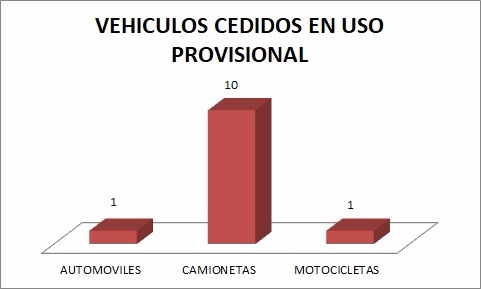 VEHICULOS CEDIDOS EN USO
PROVISIONAL
10
1
1
AUTOMOVILES CAMIONETAS MOTOCICLETAS